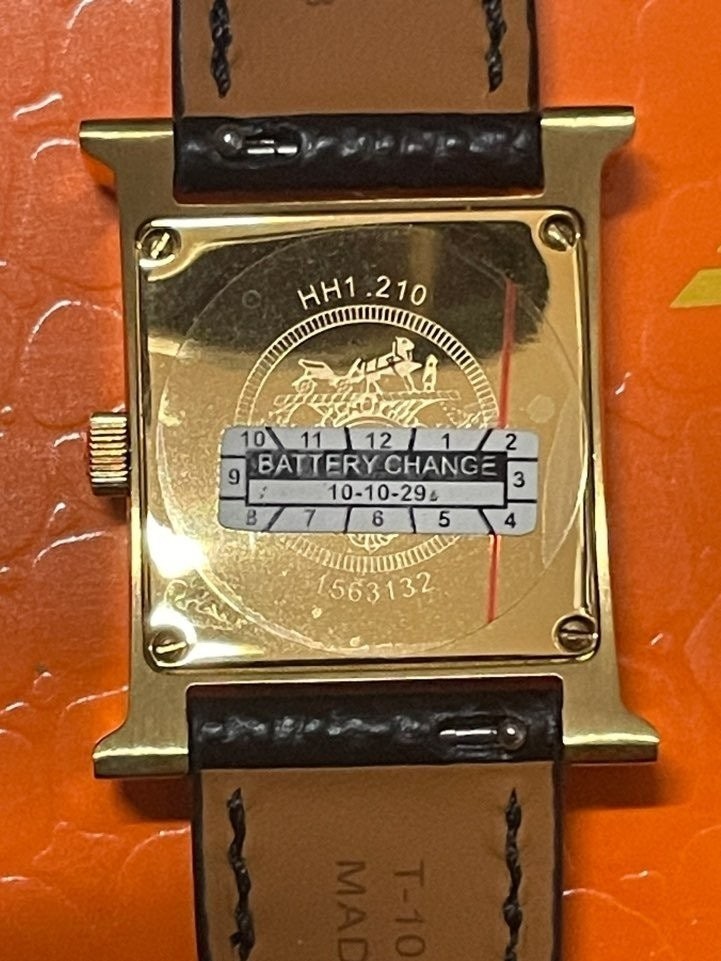 HH1.210
10 11 12 1 2
9 BATTERY CHANGE 3
10-10-29
8 7 6 5 4
1563132
T-10
MAD